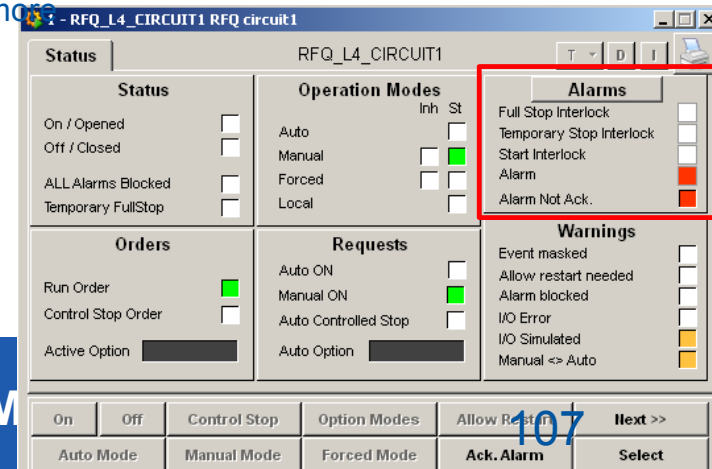 more
I - RFQ_L4_CIRCUIT1 RFQ circuit1
Status
RFQ_L4_CIRCUIT1
T D I
Status
On / Opened
Off / Closed
ALL Alarms Blocked
Temporary FullStop
Operation Modes
Inh St
Auto
Manual
Forced
Local
Alarms
Full Stop Interlock
Temporary Stop Interlock
Start Interlock
Alarm
Alarm Not Ack.
Orders
Run Order
Control Stop Order
Active Option
Requests
Auto ON
Manual ON
Auto Controlled Stop
Auto Option
Warnings
Event masked
Allow restart needed
Alarm blocked
I/O Error
I/O Simulated
Manual <> Auto
M
On Off Control Stop Option Modes Allow Restart Next >>
107
Auto Mode Manual Mode Forced Mode Ack. Alarm Select